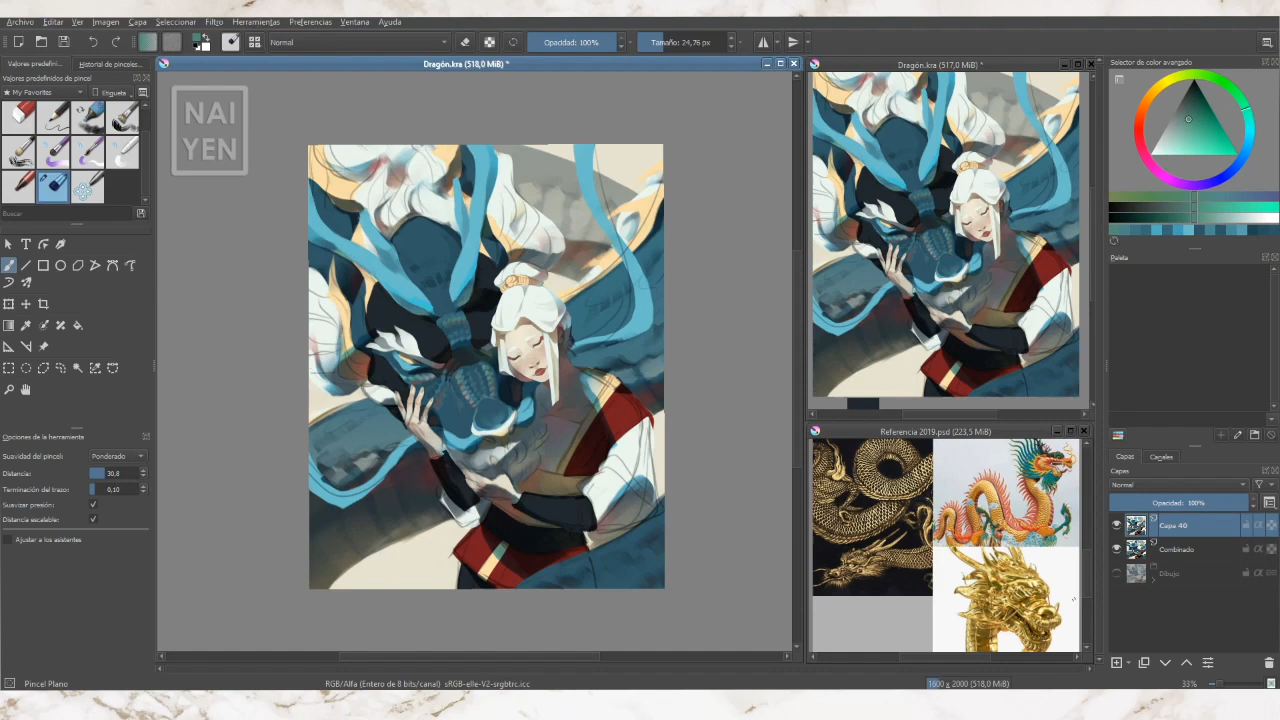 Archivo Editar Ver Imagen Capa Seleccionar Filtro Herramientas Preferencias Ventana Ayuda
Normal Opacidad: 100% Tamaño: 24,76 px
Valores predefini... Historial de pinceles...
Valores predefinidos de pincel
My Favorites Etiqueta
Buscar
Opciones de la herramienta
Suavidad del pincel: Ponderado
Distancia: 30,8
Terminación del trazo: 0,10
Suavizar presión:
Distancia escalable:
Ajustar a los asistentes
Dragón.kra (518,0 MiB) *
NAI
YEN
Dragón.kra (517,0 MiB) *
Referencia 2019.psd (223,5 MiB)
Selector de color avanzado
Paleta
Capas Canales
Capas
Normal
Opacidad: 100%
Capa 40
Combinado
Dibujo
Pincel Plano RGB/Alfa (Entero de 8 bits/canal) sRGB-elle-V2-srgbtrc.icc 1600 x 2000 (518,0 MiB) 33%